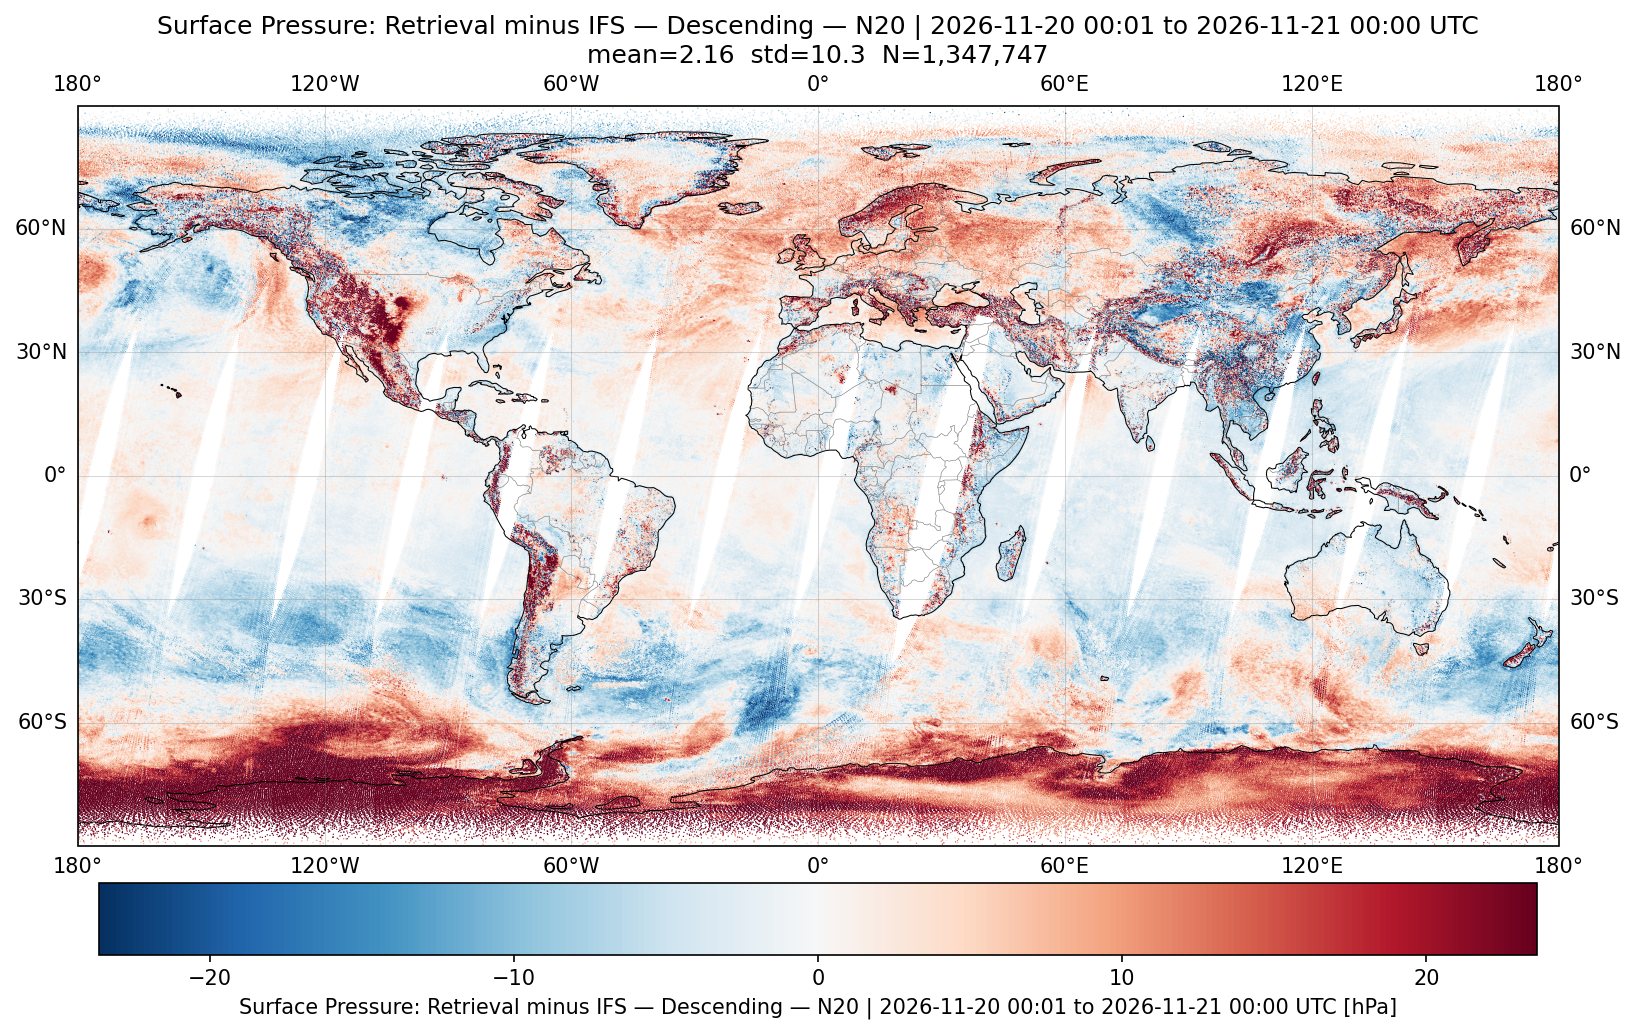 Surface Pressure: Retrieval minus IFS — Descending — N20 | 2026-11-20 00:01 to 2026-11-21 00:00 UTC
mean=2.16  std=10.3  N=1,347,747
180° 120°W 60°W 0° 60°E 120°E 180°
60°N 60°N
30°N 30°N
0° 0°
30°S 30°S
60°S 60°S
180° 120°W 60°W 0° 60°E 120°E 180°
−20 −10 0 10 20
Surface Pressure: Retrieval minus IFS — Descending — N20 | 2026-11-20 00:01 to 2026-11-21 00:00 UTC [hPa]